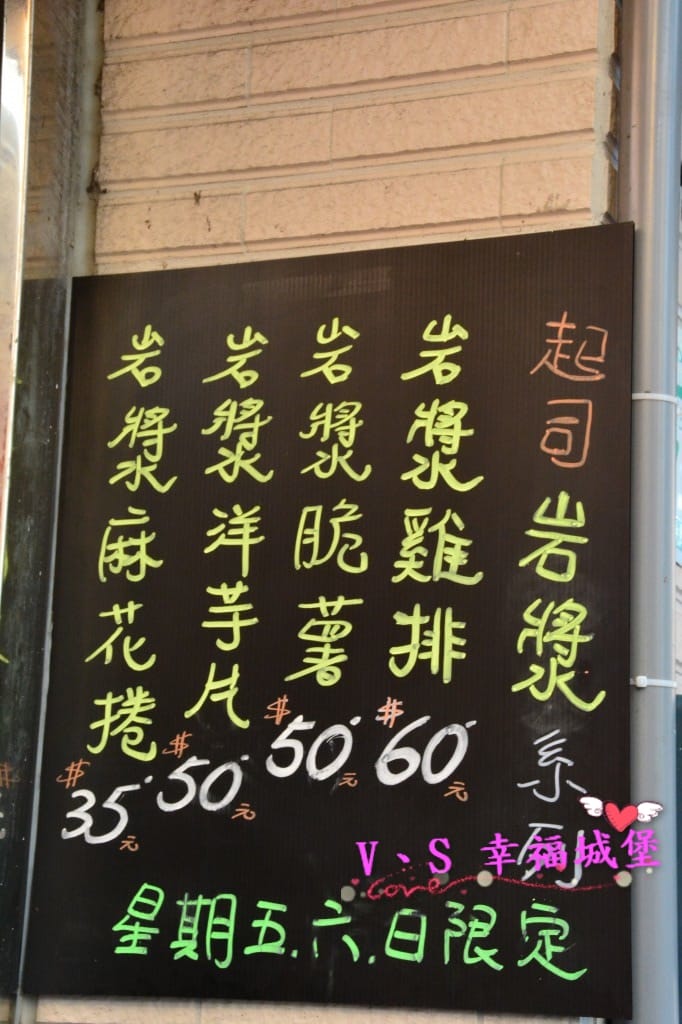 起司岩漿系列
岩漿雞排
$60元
岩漿脆薯
$50元
岩漿洋芋片
$50元
岩漿麻花捲
$35元
V、S 幸福城堡
Love
星期五.六.日限定